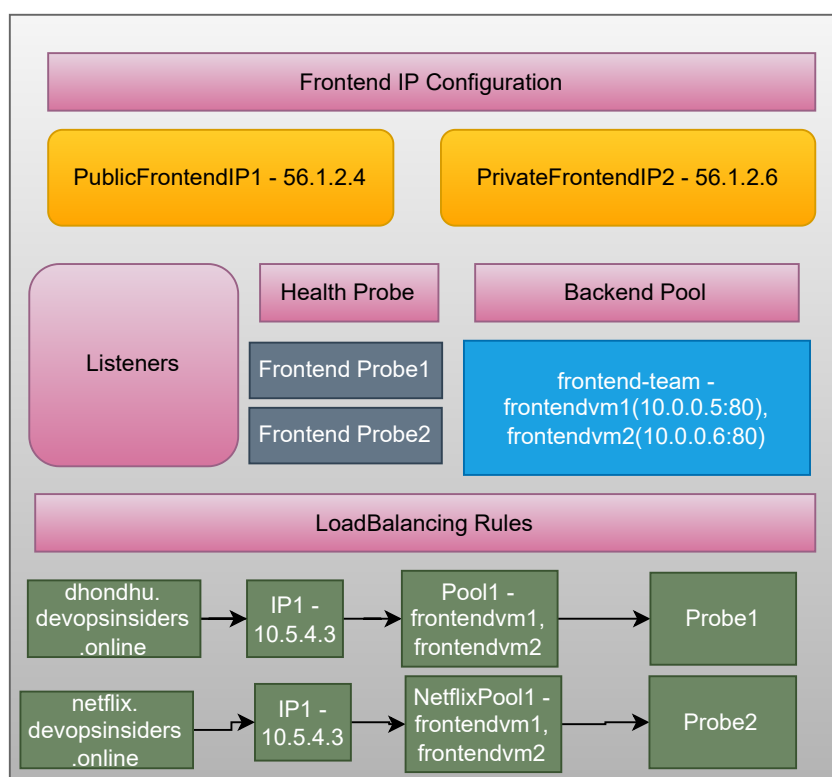 Frontend IP Configuration
PublicFrontendIP1 - 56.1.2.4
PrivateFrontendIP2 - 56.1.2.6
Listeners
Health Probe
Backend Pool
Frontend Probe1
Frontend Probe2
frontend-team -
frontendvm1(10.0.0.5:80),
frontendvm2(10.0.0.6:80)
LoadBalancing Rules
dhondhu.
devopsinsiders
.online
IP1 -
10.5.4.3
Pool1 -
frontendvm1,
frontendvm2
Probe1
netflix.
devopsinsiders
.online
IP1 -
10.5.4.3
NetflixPool1 -
frontendvm1,
frontendvm2
Probe2